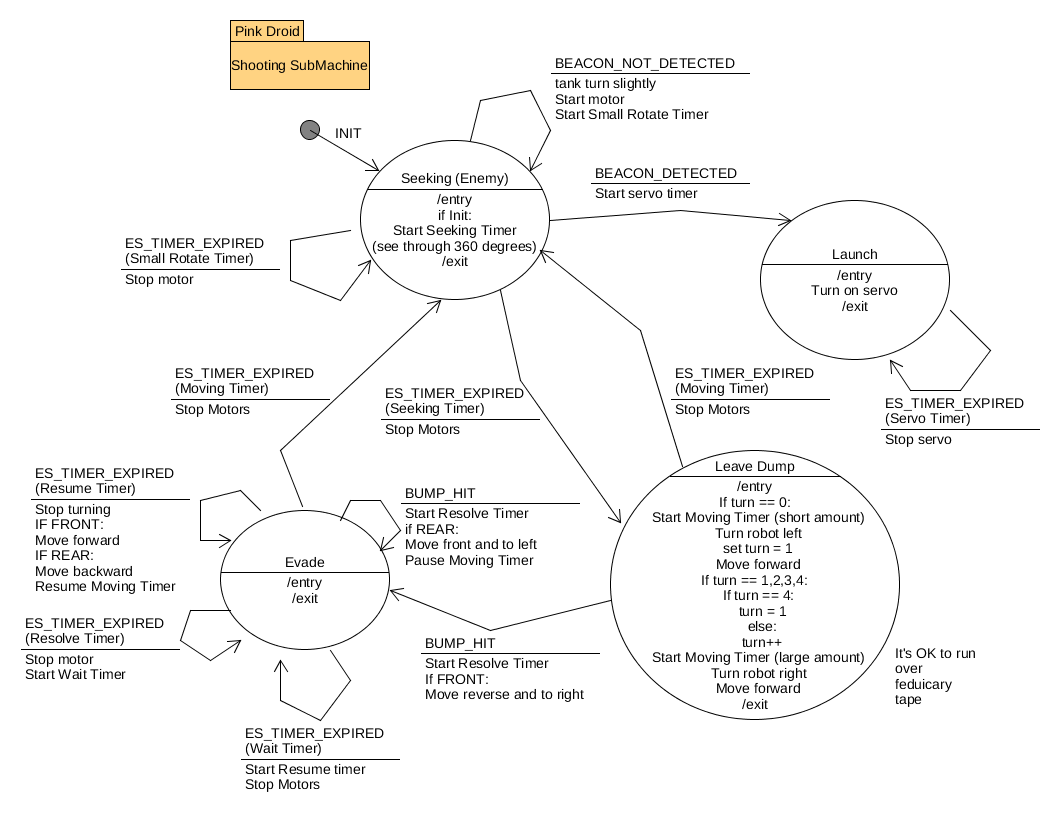 Pink Droid
Shooting SubMachine
BEACON_NOT_DETECTED
tank turn slightly
Start motor
Start Small Rotate Timer
INIT
Seeking (Enemy)
/entry
if Init:
Start Seeking Timer
(see through 360 degrees)
/exit
BEACON_DETECTED
Start servo timer
ES_TIMER_EXPIRED
(Small Rotate Timer)
Stop motor
Launch
/entry
Turn on servo
/exit
ES_TIMER_EXPIRED
(Moving Timer)
Stop Motors
ES_TIMER_EXPIRED
(Seeking Timer)
Stop Motors
ES_TIMER_EXPIRED
(Moving Timer)
Stop Motors
ES_TIMER_EXPIRED
(Servo Timer)
Stop servo
ES_TIMER_EXPIRED
(Resume Timer)
Stop turning
IF FRONT:
Move forward
IF REAR:
Move backward
Resume Moving Timer
BUMP_HIT
Start Resolve Timer
if REAR:
Move front and to left
Pause Moving Timer
Leave Dump
/entry
If turn == 0:
Start Moving Timer (short amount)
Turn robot left
set turn = 1
Move forward
If turn == 1,2,3,4:
If turn == 4:
turn = 1
else:
turn++
Start Moving Timer (large amount)
Turn robot right
Move forward
/exit
Evade
/entry
/exit
ES_TIMER_EXPIRED
(Resolve Timer)
Stop motor
Start Wait Timer
BUMP_HIT
Start Resolve Timer
If FRONT:
Move reverse and to right
It's OK to run
over
feduicary
tape
ES_TIMER_EXPIRED
(Wait Timer)
Start Resume timer
Stop Motors